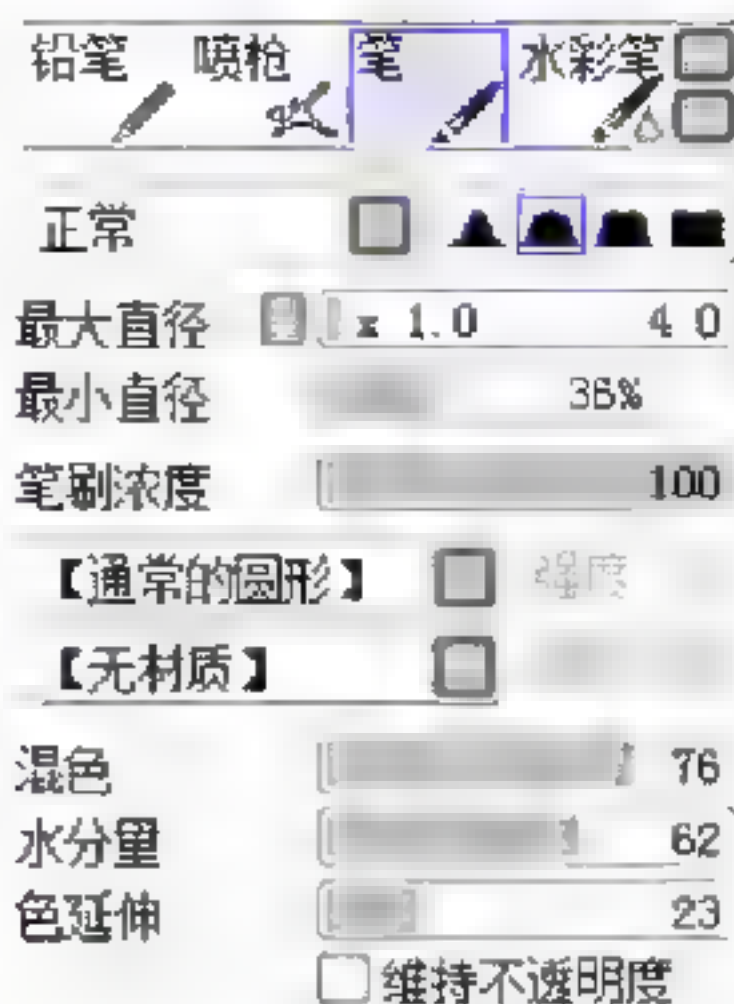 铅笔 喷枪 笔 水彩笔
正常
最大直径 x 1.0 40
最小直径 36%
笔刷浓度 100
【通常的圆形】 强度
【无材质】
混色 76
水分量 62
色延伸 23
维持不透明度